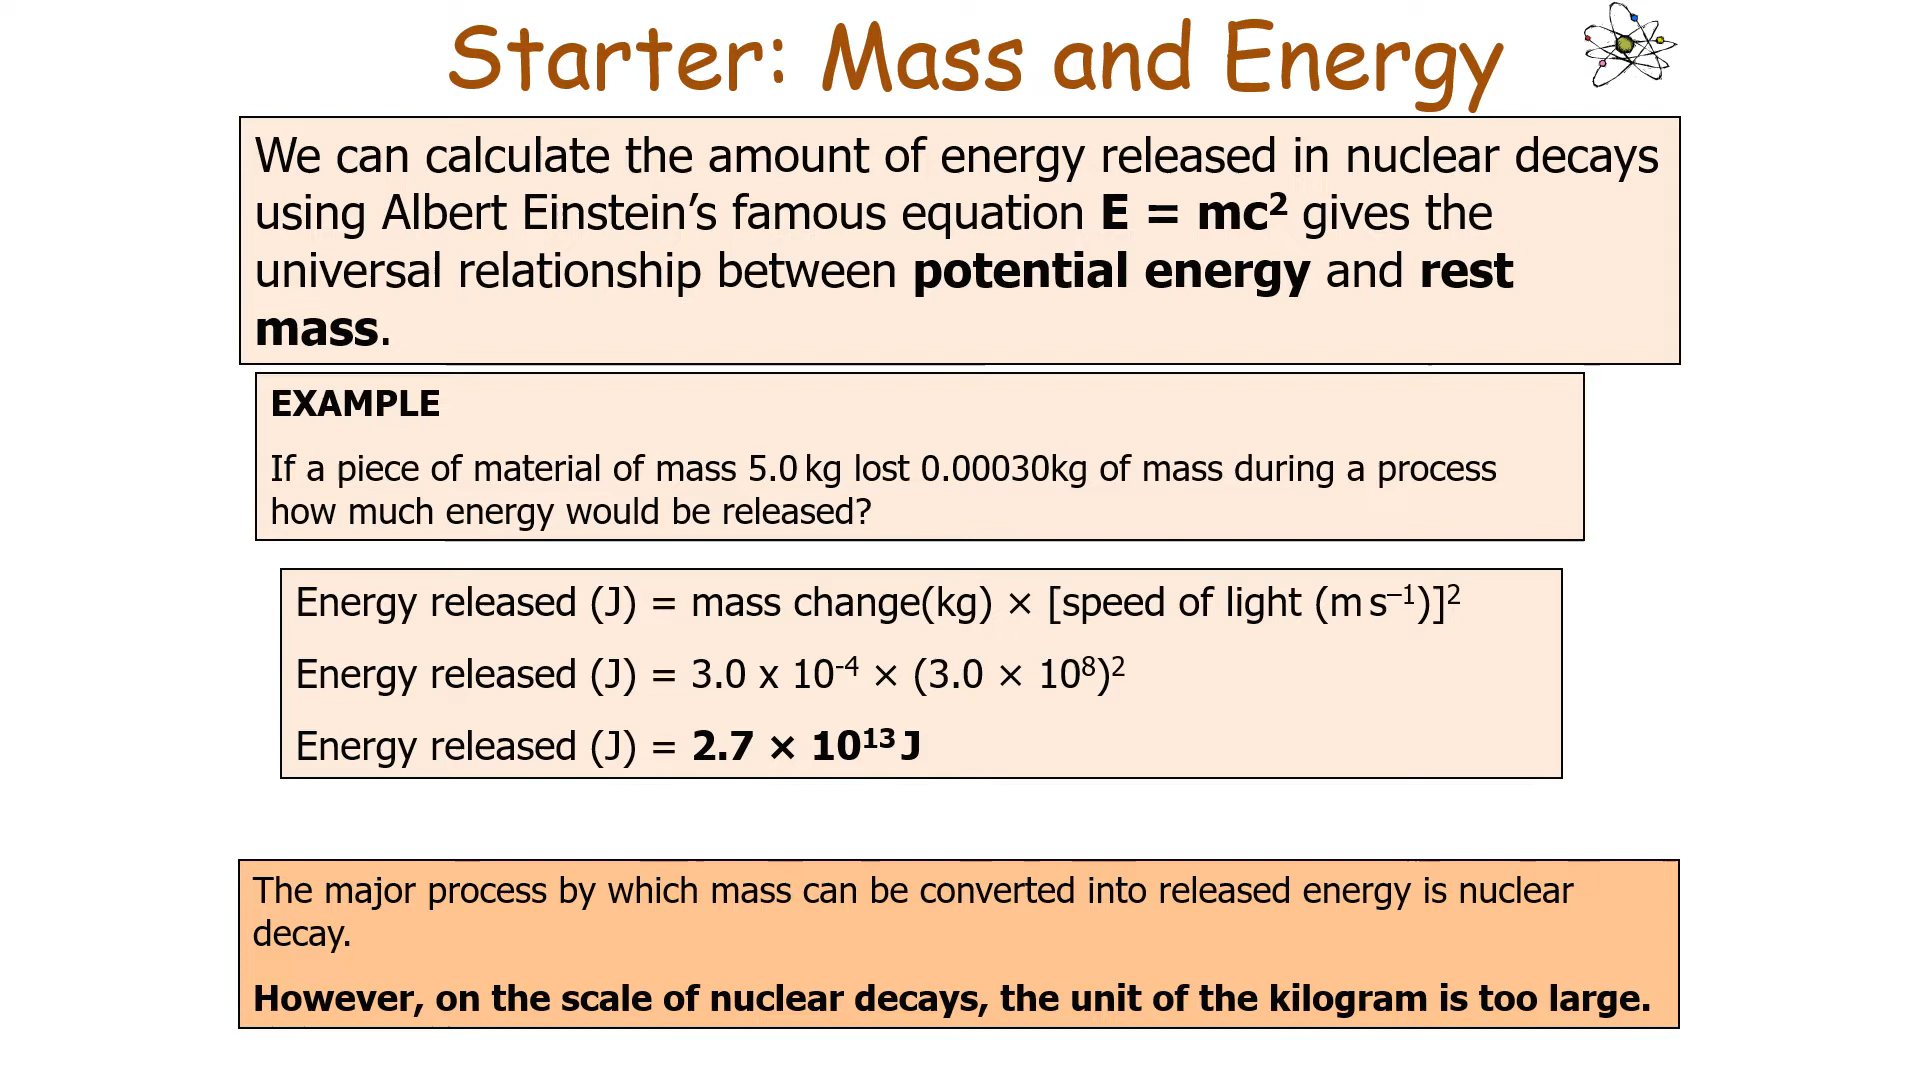 Starter: Mass and Energy
We can calculate the amount of energy released in nuclear decays
using Albert Einstein’s famous equation E = mc² gives the
universal relationship between potential energy and rest
mass.
EXAMPLE
If a piece of material of mass 5.0 kg lost 0.00030kg of mass during a process
how much energy would be released?
Energy released (J) = mass change(kg) × [speed of light (m s⁻¹)]²
Energy released (J) = 3.0 x 10⁻⁴ × (3.0 × 10⁸)²
Energy released (J) = 2.7 × 10¹³ J
The major process by which mass can be converted into released energy is nuclear
decay.
However, on the scale of nuclear decays, the unit of the kilogram is too large.